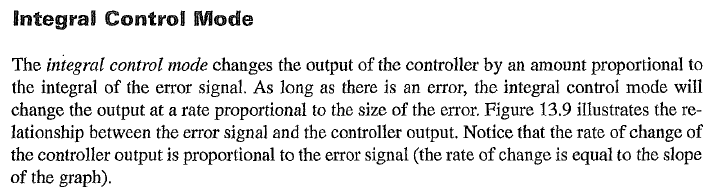 Integral Control Mode
The integral control mode changes the output of the controller by an amount proportional to
the integral of the error signal. As long as there is an error, the integral control mode will
change the output at a rate proportional to the size of the error. Figure 13.9 illustrates the re-
lationship between the error signal and the controller output. Notice that the rate of change of
the controller output is proportional to the error signal (the rate of change is equal to the slope
of the graph).